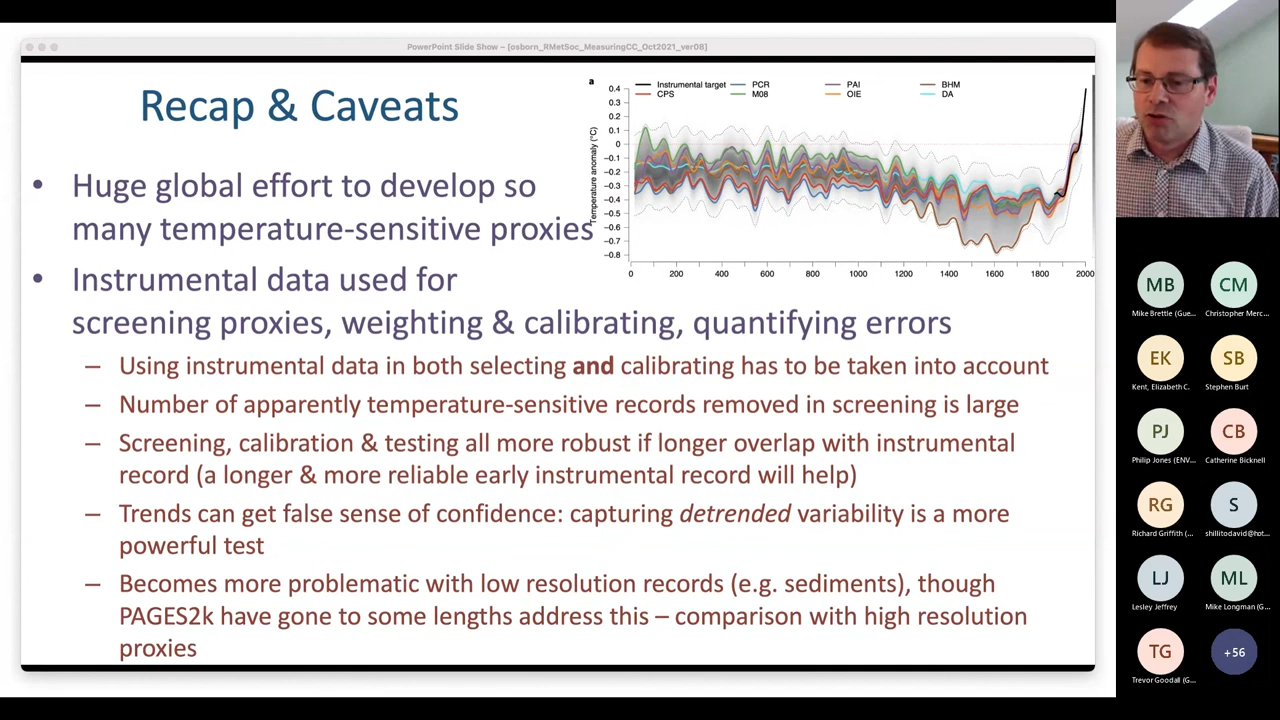 PowerPoint Slide Show – [osborn_RMetSoc_MeasuringCC_Oct2021_ver08]
Recap & Caveats
• Huge global effort to develop so
many temperature-sensitive proxies
• Instrumental data used for
screening proxies, weighting & calibrating, quantifying errors
– Using instrumental data in both selecting and calibrating has to be taken into account
– Number of apparently temperature-sensitive records removed in screening is large
– Screening, calibration & testing all more robust if longer overlap with instrumental
record (a longer & more reliable early instrumental record will help)
– Trends can get false sense of confidence: capturing detrended variability is a more
powerful test
– Becomes more problematic with low resolution records (e.g. sediments), though
PAGES2k have gone to some lengths address this – comparison with high resolution
proxies
a
Instrumental target PCR PAI BHM
CPS M08 OIE DA
Temperature anomaly (°C)
0.4
0.3
0.2
0.1
0
−0.1
−0.2
−0.3
−0.4
−0.5
−0.6
−0.7
−0.8
0 200 400 600 800 1000 1200 1400 1600 1800 2000
MB CM
Mike Brettle (Gue... Christopher Merc...
EK SB
Kent, Elizabeth C. Stephen Burt
PJ CB
Philip Jones (ENV... Catherine Bicknell
RG S
Richard Griffith (... shillitodavid@hot...
LJ ML
Lesley Jeffrey Mike Longman (G...
TG +56
Trevor Goodall (G...